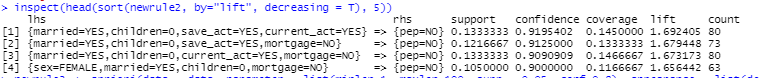 > inspect(head(sort(newrule2, by="lift", decreasing = T), 5))
lhs rhs support confidence coverage lift count
[1] {married=YES,children=0,save_act=YES,current_act=YES} => {pep=NO} 0.1333333 0.9195402 0.1450000 1.692405 80
[2] {married=YES,children=0,save_act=YES,mortgage=NO} => {pep=NO} 0.1216667 0.9125000 0.1333333 1.679448 73
[3] {married=YES,children=0,current_act=YES,mortgage=NO} => {pep=NO} 0.1333333 0.9090909 0.1466667 1.673173 80
[4] {sex=FEMALE,married=YES,children=0,mortgage=NO} => {pep=NO} 0.1050000 0.9000000 0.1166667 1.656442 63